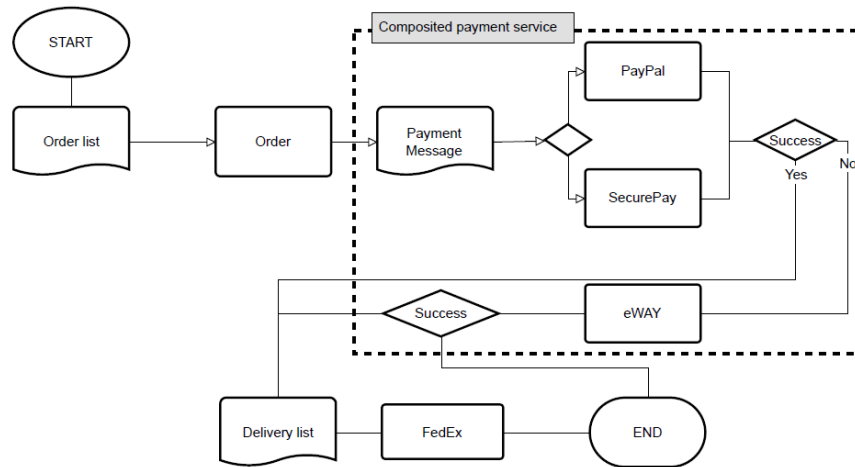 Composited payment service
START
PayPal
Order list
Order
Payment
Message
Success
No
Yes
SecurePay
Success
eWAY
Delivery list
FedEx
END